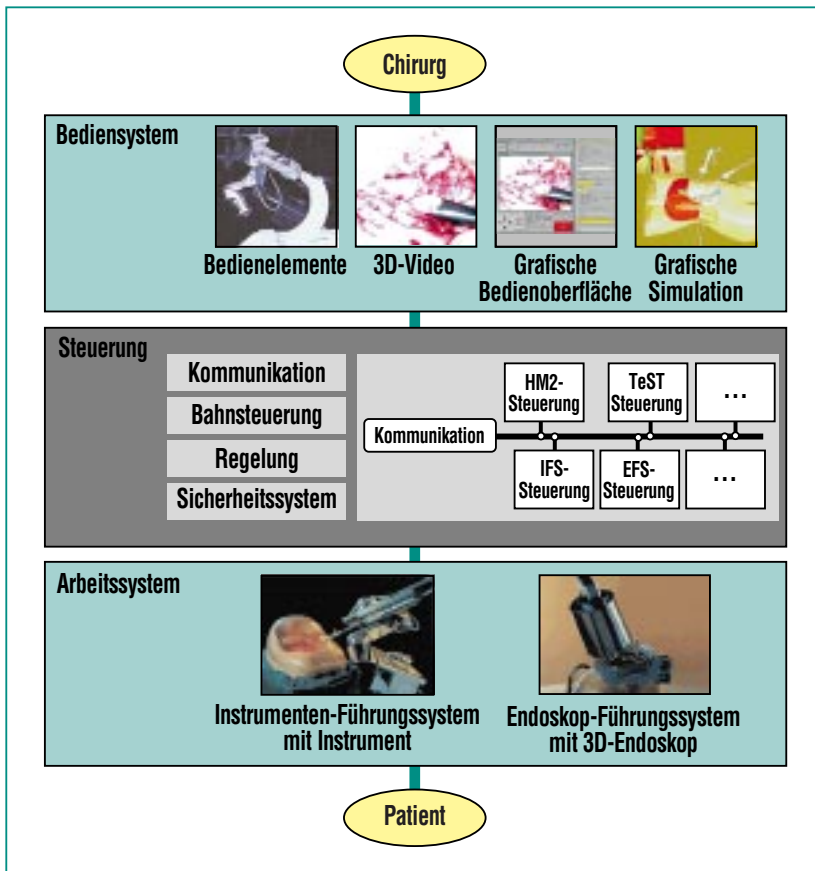 Chirurg
Bediensystem
Bedienelemente
3D-Video
Grafische
Bedienoberfläche
Grafische
Simulation
Steuerung
Kommunikation
Bahnsteuerung
Regelung
Sicherheitssystem
Kommunikation
HM2-
Steuerung
TeST
Steuerung
...
IFS-
Steuerung
EFS-
Steuerung
...
Arbeitssystem
Instrumenten-Führungssystem
mit Instrument
Endoskop-Führungssystem
mit 3D-Endoskop
Patient